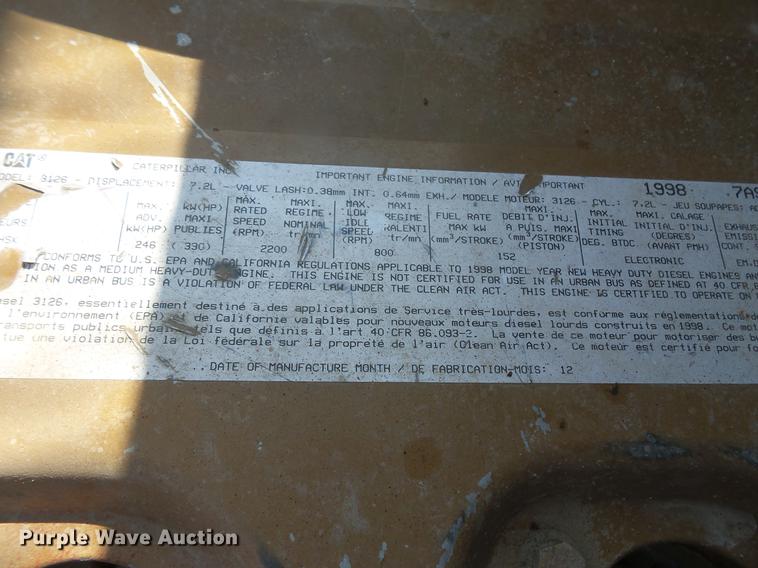 CAT®
CATERPILLAR INC. IMPORTANT ENGINE INFORMATION / IMPORTANT
MODEL: 3126 - DISPLACEMENT: 7.2L - VALVE LASH:0.38mm INT. 0.64mm EXH./ MODELE MOTEUR: 3126 - CYL.: 7.2L - JEU SOUPAPES:
1998 .7A
MAX. kW(HP)
ADV. MAXI
kW(HP) PUBLIES
246 ( 330)
MAX. MAXI.
RATED REGIME
SPEED NOMINAL
(RPM) tr/mn
2200
MAX. MAXI.
LOW REGIME
IDLE
SPEED RALENTI
(RPM) tr/mn
800
MAXI.
FUEL RATE DEBIT D'INJ.
MAX KW A.PUIS.MAXI
(mm³/STROKE) (mm³/STROKE)
(PISTON)
152
MAX. MAXI. CALAGE
INITIAL INITIAL D'INJ.
TIMING (DEGRES)
DEG. BTDC (AVANT PMH)
ELECTRONIC
CONFORMS TO U.S. EPA AND CALIFORNIA REGULATIONS APPLICABLE TO 1998 MODEL YEAR NEW HEAVY DUTY DIESEL ENGINES AND
AS A MEDIUM HEAVY-DUTY ENGINE. THIS ENGINE IS NOT CERTIFIED FOR USE IN AN URBAN BUS AS DEFINED AT 40 CFR
IN AN URBAN BUS IS A VIOLATION OF FEDERAL LAW UNDER THE CLEAN AIR ACT. THIS ENGINE IS CERTIFIED TO OPERATE ON
3126, essentiellement destiné à des applications de Service très-lourdes, est conforme aux réglementations
l'environnement (EPA) et de Californie valables pour nouveaux moteurs diesel lourds construits en 1998. Ce
publics urbains tels que définis à l'art 40 CFR 86.093-2. La vente de ce moteur pour motoriser des
une violation de la Loi fédérale sur la propreté de l'air (Clean Air Act). Ce moteur est certifié pour
DATE OF MANUFACTURE MONTH / DE FABRICATION-MOIS: 12
Purple Wave Auction